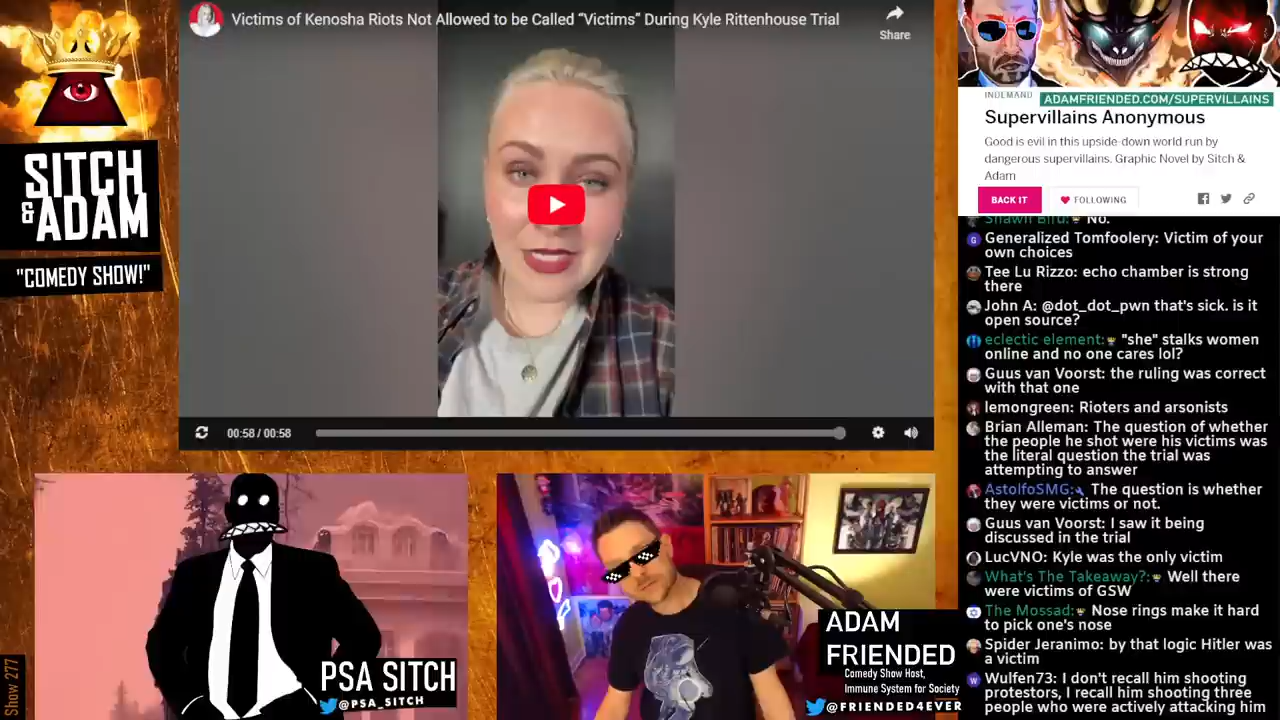 Victims of Kenosha Riots Not Allowed to be Called “Victims” During Kyle Rittenhouse Trial
Share
00:58 / 00:58
SITCH
& ADAM
"COMEDY SHOW!"
Show 277
PSA SITCH
@PSA_SITCH
ADAM
FRIENDED
Comedy Show Host,
Immune System for Society
@FRIENDED4EVER
INDEMAND
ADAMFRIENDED.COM/SUPERVILLAINS
Supervillains Anonymous
Good is evil in this upside-down world run by
dangerous supervillains. Graphic Novel by Sitch &
Adam
BACK IT
FOLLOWING
Shawn Bird: No.
Generalized Tomfoolery: Victim of your
own choices
Tee Lu Rizzo: echo chamber is strong
there
John A: @dot_dot_pwn that's sick. is it
open source?
eclectic element: "she" stalks women
online and no one cares lol?
Guus van Voorst: the ruling was correct
with that one
lemongreen: Rioters and arsonists
Brian Alleman: The question of whether
the people he shot were his victims was
the literal question the trial was
attempting to answer
AstolfoSMG: The question is whether
they were victims or not.
Guus van Voorst: I saw it being
discussed in the trial
LucVNO: Kyle was the only victim
What's The Takeaway?: Well there
were victims of GSW
The Mossad: Nose rings make it hard
to pick one's nose
Spider Jeranimo: by that logic Hitler was
a victim
Wulfen73: I don't recall him shooting
protestors, I recall him shooting three
people who were actively attacking him